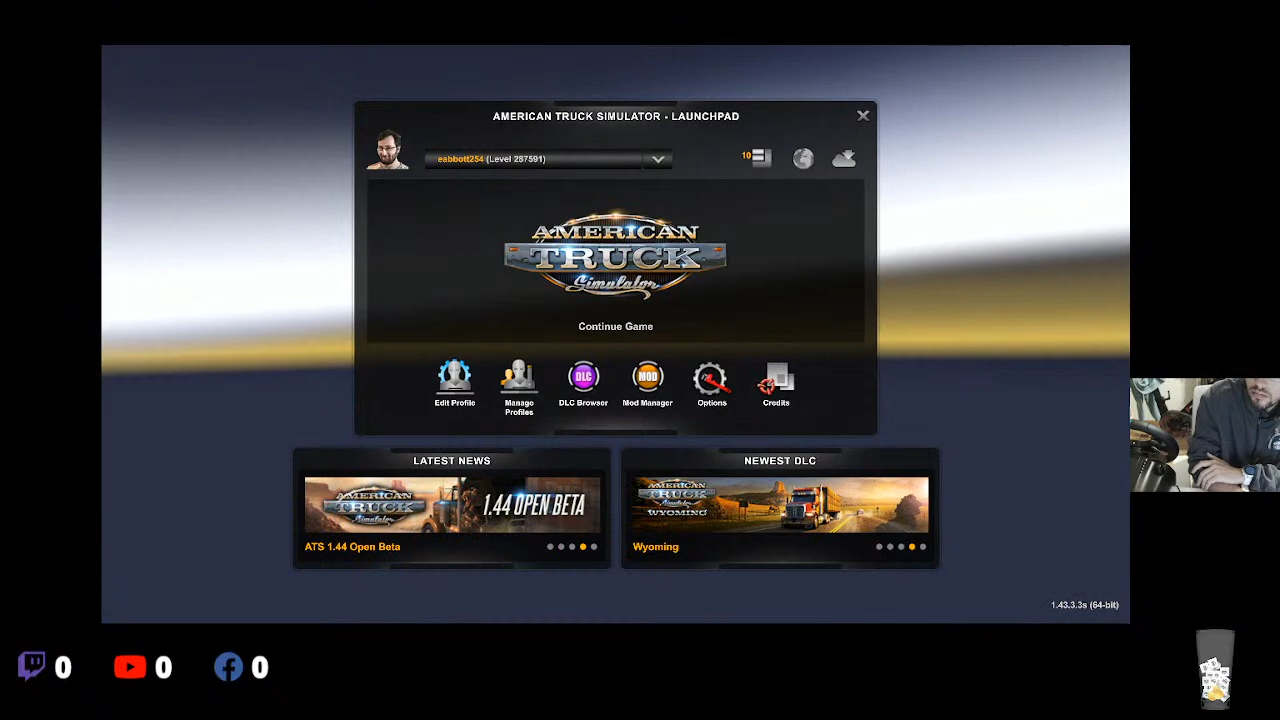 AMERICAN TRUCK SIMULATOR - LAUNCHPAD
eabbott254 (Level 257591)
10
AMERICAN
TRUCK
Simulator
Continue Game
DLC
MOD
Edit Profile
Manage
Profiles
DLC Browser
Mod Manager
Options
Credits
LATEST NEWS
AMERICAN
TRUCK
Simulator
1.44 OPEN BETA
ATS 1.44 Open Beta
NEWEST DLC
AMERICAN
TRUCK
Simulator
WYOMING
Wyoming
1.43.3.3s (64-bit)
0
0
0